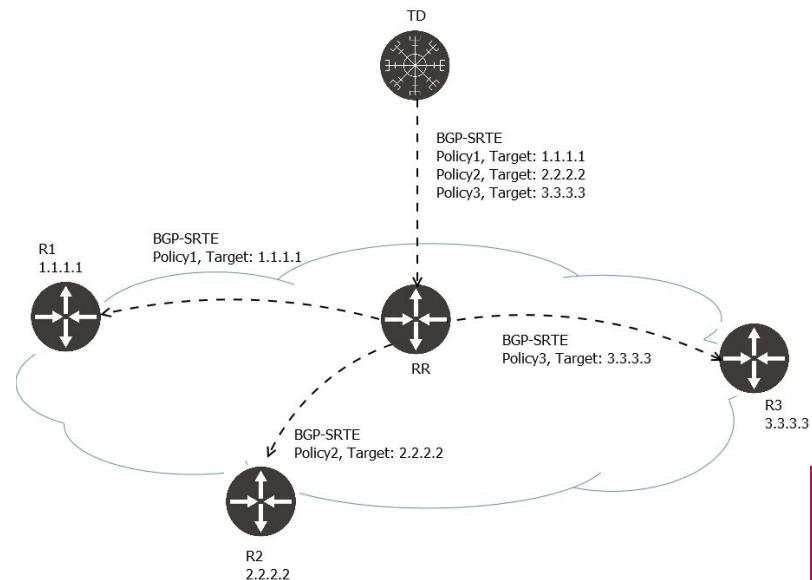 TD
BGP-SRTE
Policy1, Target: 1.1.1.1
Policy2, Target: 2.2.2.2
Policy3, Target: 3.3.3.3
R1
1.1.1.1
BGP-SRTE
Policy1, Target: 1.1.1.1
RR
BGP-SRTE
Policy3, Target: 3.3.3.3
R3
3.3.3.3
BGP-SRTE
Policy2, Target: 2.2.2.2
R2
2.2.2.2